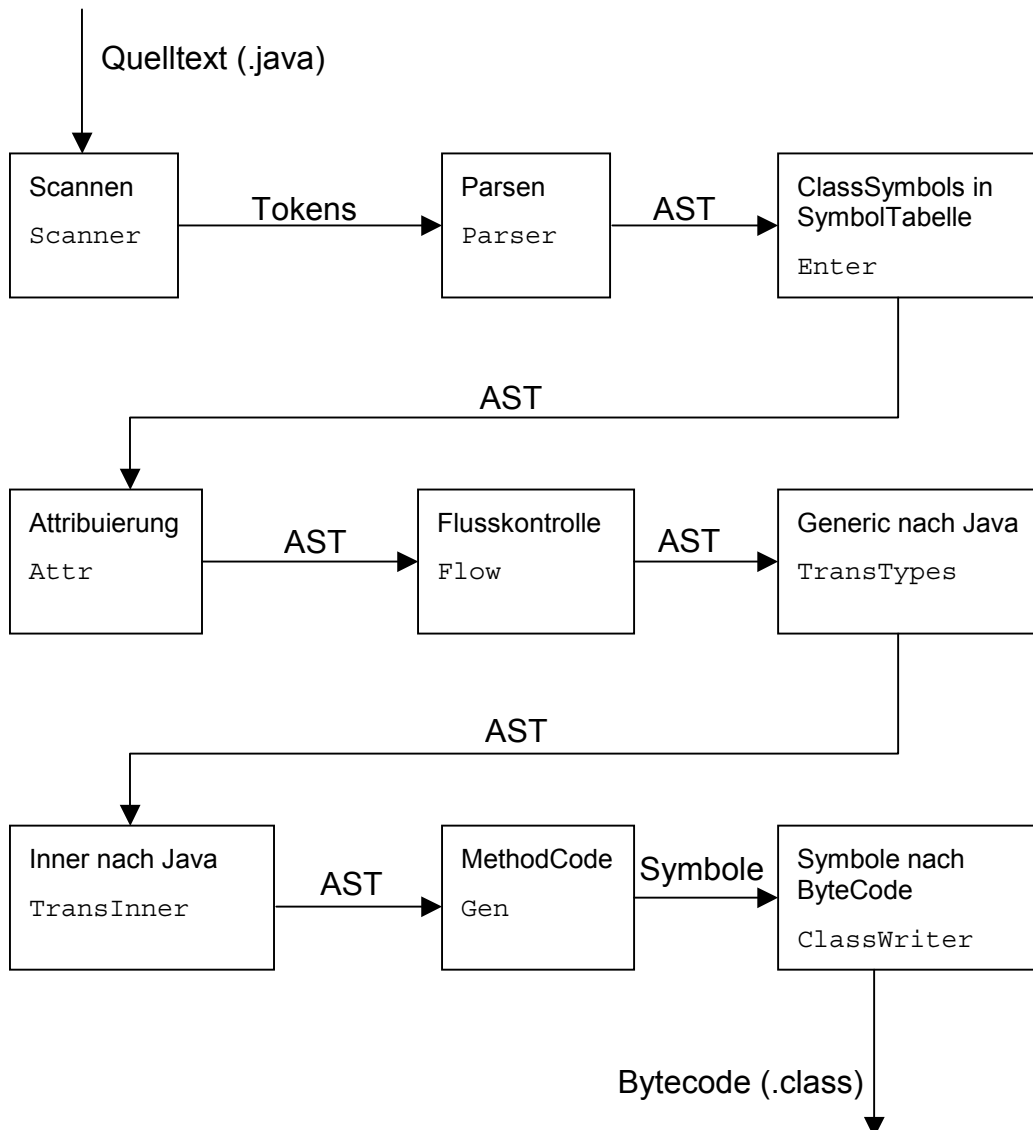 Quelltext (.java)
Scannen
Scanner
Tokens
Parsen
Parser
AST
ClassSymbols in
SymbolTabelle
Enter
AST
Attribuierung
Attr
AST
Flusskontrolle
Flow
AST
Generic nach Java
TransTypes
AST
Inner nach Java
TransInner
AST
MethodCode
Gen
Symbole
Symbole nach
ByteCode
ClassWriter
Bytecode (.class)